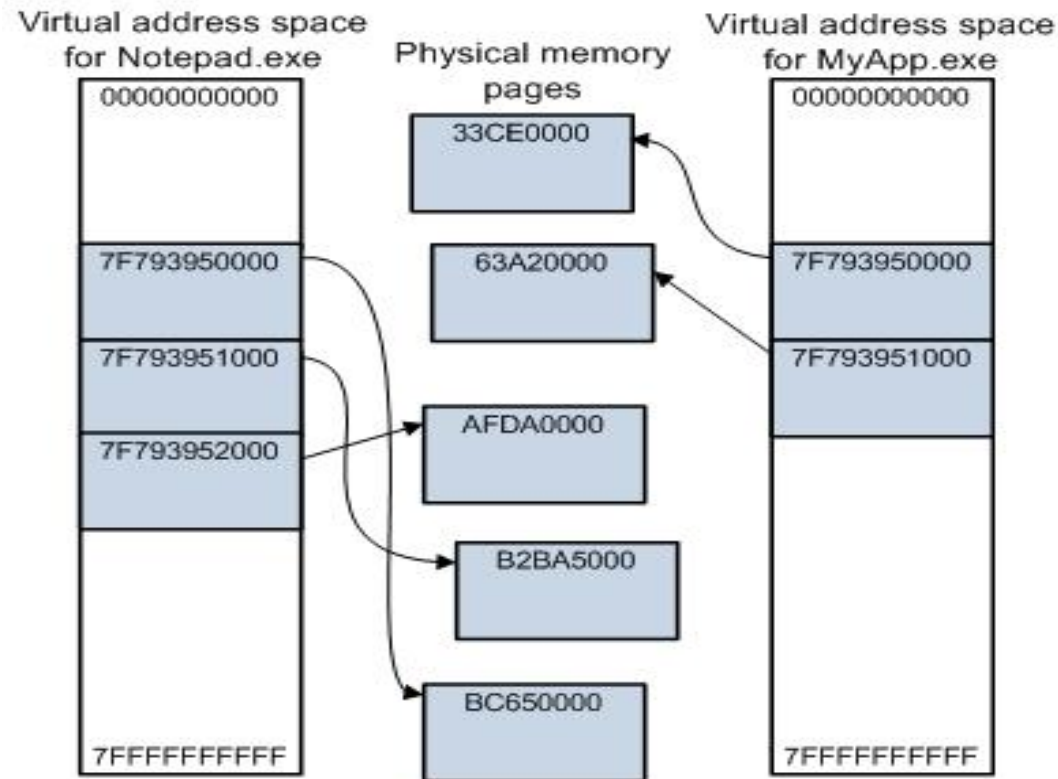 Virtual address space
for Notepad.exe
00000000000
7F793950000
7F793951000
7F793952000
7FFFFFFFFFF
Physical memory
pages
33CE0000
63A20000
AFDA0000
B2BA5000
BC650000
Virtual address space
for MyApp.exe
00000000000
7F793950000
7F793951000
7FFFFFFFFFF